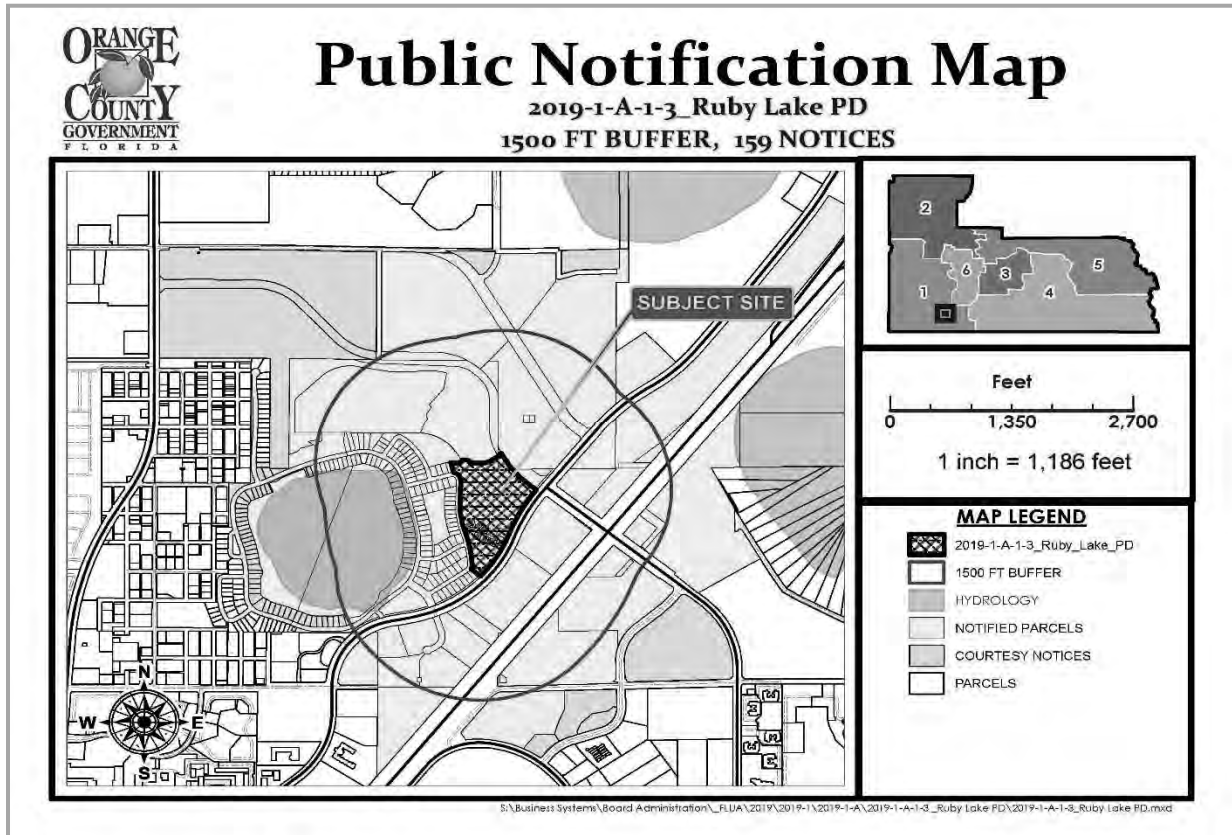 ORANGE
COUNTY
GOVERNMENT
FLORIDA
Public Notification Map
2019-1-A-1-3_Ruby Lake PD
1500 FT BUFFER, 159 NOTICES
SUBJECT SITE
N
W E
S
2
1
6
3
4
5
Feet
0 1,350 2,700
1 inch = 1,186 feet
MAP LEGEND
2019-1-A-1-3_Ruby_Lake_PD
1500 FT BUFFER
HYDROLOGY
NOTIFIED PARCELS
COURTESY NOTICES
PARCELS
S:\Business Systems\Board Administration\_FLUA\2019\2019-1\2019-1-A\2019-1-A-1-3_Ruby Lake PD\2019-1-A-1-3_Ruby Lake PD.mxd